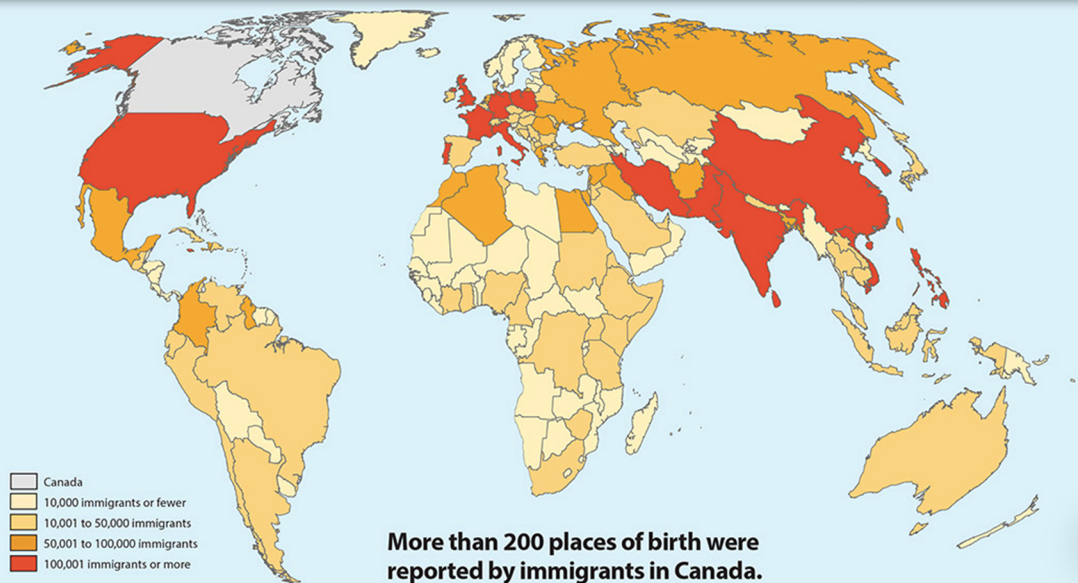 Canada
10,000 immigrants or fewer
10,001 to 50,000 immigrants
50,001 to 100,000 immigrants
100,001 immigrants or more
More than 200 places of birth were
reported by immigrants in Canada.